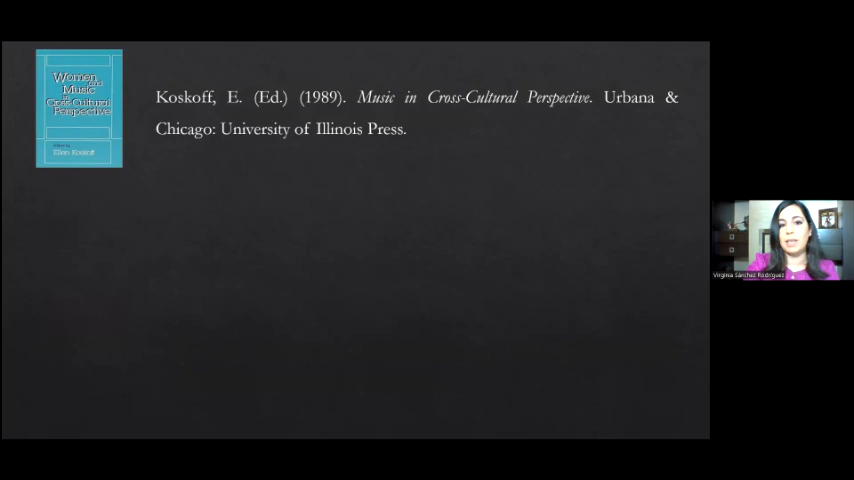 Women
and
Music
in
Cross-Cultural
Perspective
Edited by
Ellen Koskoff
Koskoff, E. (Ed.) (1989). Music in Cross-Cultural Perspective. Urbana &
Chicago: University of Illinois Press.
Virginia Sánchez Rodríguez